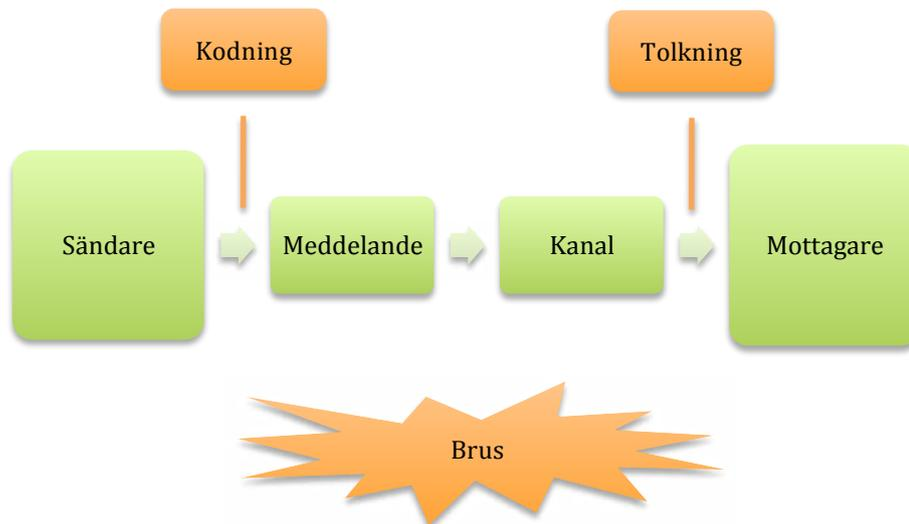 Kodning
Tolkning
Sändare
Meddelande
Kanal
Mottagare
Brus